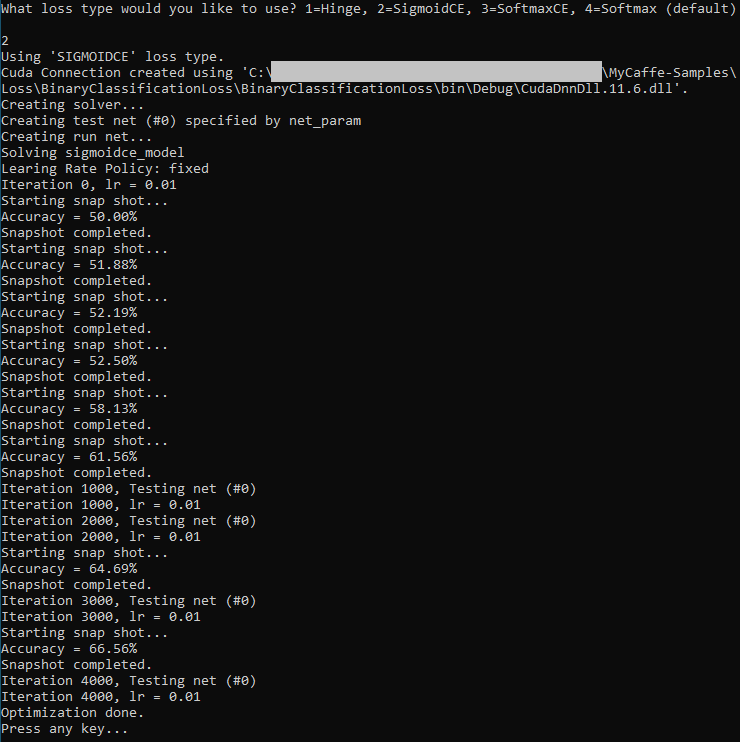 What loss type would you like to use? 1=Hinge, 2=SigmoidCE, 3=SoftmaxCE, 4=Softmax (default)
2
Using 'SIGMOIDCE' loss type.
Cuda Connection created using 'C:\ \MyCaffe-Samples\
Loss\BinaryClassificationLoss\BinaryClassificationLoss\bin\Debug\CudaDnnDll.11.6.dll'.
Creating solver...
Creating test net (#0) specified by net_param
Creating run net...
Solving sigmoidce_model
Learing Rate Policy: fixed
Iteration 0, lr = 0.01
Starting snap shot...
Accuracy = 50.00%
Snapshot completed.
Starting snap shot...
Accuracy = 51.88%
Snapshot completed.
Starting snap shot...
Accuracy = 52.19%
Snapshot completed.
Starting snap shot...
Accuracy = 52.50%
Snapshot completed.
Starting snap shot...
Accuracy = 58.13%
Snapshot completed.
Starting snap shot...
Accuracy = 61.56%
Snapshot completed.
Iteration 1000, Testing net (#0)
Iteration 1000, lr = 0.01
Iteration 2000, Testing net (#0)
Iteration 2000, lr = 0.01
Starting snap shot...
Accuracy = 64.69%
Snapshot completed.
Iteration 3000, Testing net (#0)
Iteration 3000, lr = 0.01
Starting snap shot...
Accuracy = 66.56%
Snapshot completed.
Iteration 4000, Testing net (#0)
Iteration 4000, lr = 0.01
Optimization done.
Press any key...